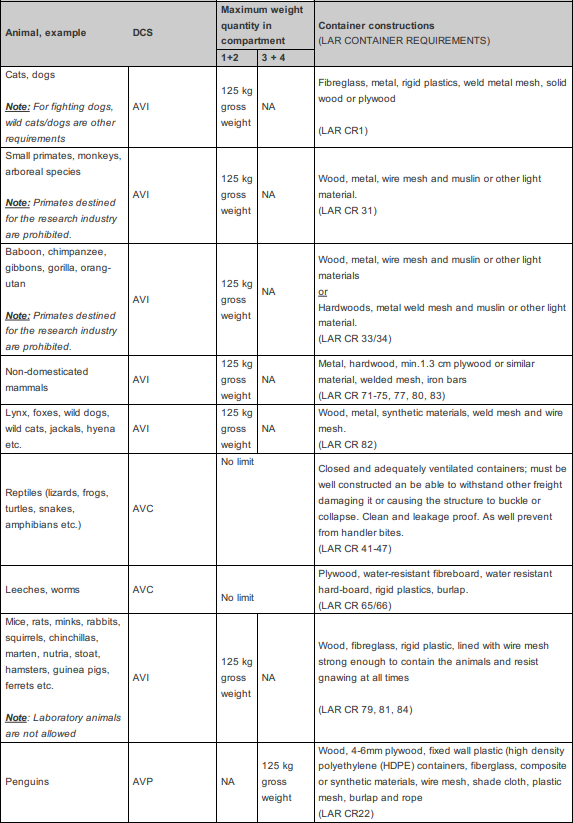 Animal, example
DCS
Maximum weight
quantity in
compartment
1+2
3 + 4
Container constructions
(LAR CONTAINER REQUIREMENTS)
Cats, dogs
Note: For fighting dogs,
wild cats/dogs are other
requirements
AVI
125 kg
gross
weight
NA
Fibreglass, metal, rigid plastics, weld metal mesh, solid
wood or plywood
(LAR CR1)
Small primates, monkeys,
arboreal species
Note: Primates destined
for the research industry
are prohibited.
AVI
125 kg
gross
weight
NA
Wood, metal, wire mesh and muslin or other light
material.
(LAR CR 31)
Baboon, chimpanzee,
gibbons, gorilla, orang-
utan
Note: Primates destined
for the research industry
are prohibited.
AVI
125 kg
gross
weight
NA
Wood, metal, wire mesh and muslin or other light
materials
or
Hardwoods, metal weld mesh and muslin or other light
material.
(LAR CR 33/34)
Non-domesticated
mammals
AVI
125 kg
gross
weight
NA
Metal, hardwood, min.1.3 cm plywood or similar
material, welded mesh, iron bars
(LAR CR 71-75, 77, 80, 83)
Lynx, foxes, wild dogs,
wild cats, jackals, hyena
etc.
AVI
125 kg
gross
weight
NA
Wood, metal, synthetic materials, weld mesh and wire
mesh.
(LAR CR 82)
Reptiles (lizards, frogs,
turtles, snakes,
amphibians etc.)
AVC
No limit
Closed and adequately ventilated containers; must be
well constructed an be able to withstand other freight
damaging it or causing the structure to buckle or
collapse. Clean and leakage proof. As well prevent
from handler bites.
(LAR CR 41-47)
Leeches, worms
AVC
No limit
Plywood, water-resistant fibreboard, water resistant
hard-board, rigid plastics, burlap.
(LAR CR 65/66)
Mice, rats, minks, rabbits,
squirrels, chinchillas,
marten, nutria, stoat,
hamsters, guinea pigs,
ferrets etc.
Note: Laboratory animals
are not allowed
AVI
125 kg
gross
weight
NA
Wood, fibreglass, rigid plastic, lined with wire mesh
strong enough to contain the animals and resist
gnawing at all times
(LAR CR 79, 81, 84)
Penguins
AVP
NA
125 kg
gross
weight
Wood, 4-6mm plywood, fixed wall plastic (high density
polyethylene (HDPE) containers, fiberglass, composite
or synthetic materials, wire mesh, shade cloth, plastic
mesh, burlap and rope
(LAR CR22)